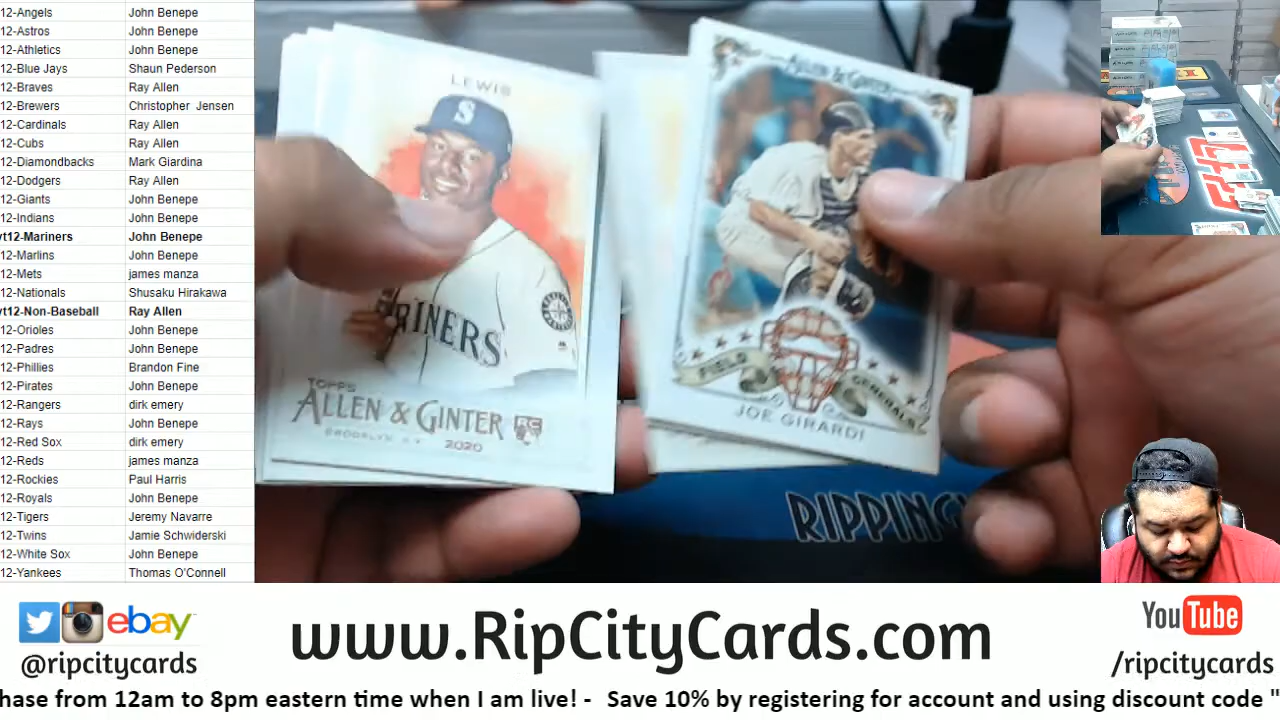 12-Angels John Benepe
12-Astros John Benepe
12-Athletics John Benepe
12-Blue Jays Shaun Pederson
12-Braves Ray Allen
12-Brewers Christopher Jensen
12-Cardinals Ray Allen
12-Cubs Ray Allen
12-Diamondbacks Mark Giardina
12-Dodgers Ray Allen
12-Giants John Benepe
12-Indians John Benepe
t12-Mariners John Benepe
12-Marlins John Benepe
12-Mets james manza
12-Nationals Shusaku Hirakawa
t12-Non-Baseball Ray Allen
12-Orioles John Benepe
12-Padres John Benepe
12-Phillies Brandon Fine
12-Pirates John Benepe
12-Rangers dirk emery
12-Rays John Benepe
12-Red Sox dirk emery
12-Reds james manza
12-Rockies Paul Harris
12-Royals John Benepe
12-Tigers Jeremy Navarre
12-Twins Jamie Schwiderski
12-White Sox John Benepe
12-Yankees Thomas O'Connell
LEWIS
S
RINERS
TOPPS
ALLEN & GINTER RC
BROOKLYN, N.Y. 2020
Allen & Ginter
FIELD GENERALS
JOE GIRARDI
RIPPING
ebay
@ripcitycards
www.RipCityCards.com
YouTube
/ripcitycards
hase from 12am to 8pm eastern time when I am live! - Save 10% by registering for account and using discount code "